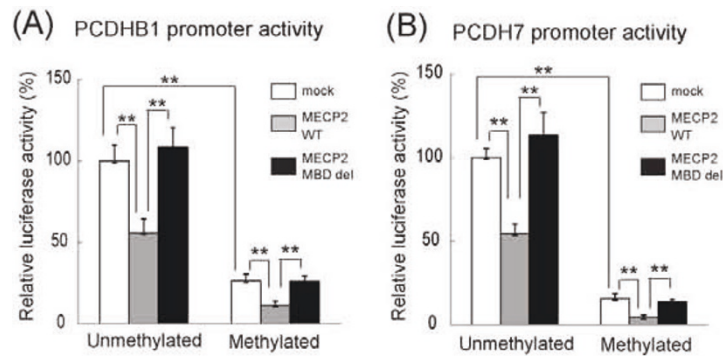 (A) PCDHB1 promoter activity
Relative luciferase activity (%)
150
100
50
0
**
**
**
**
**
mock
MECP2
WT
MECP2
MBD del
Unmethylated
Methylated
(B) PCDH7 promoter activity
Relative luciferase activity (%)
150
100
50
0
**
**
**
**
**
mock
MECP2
WT
MECP2
MBD del
Unmethylated
Methylated